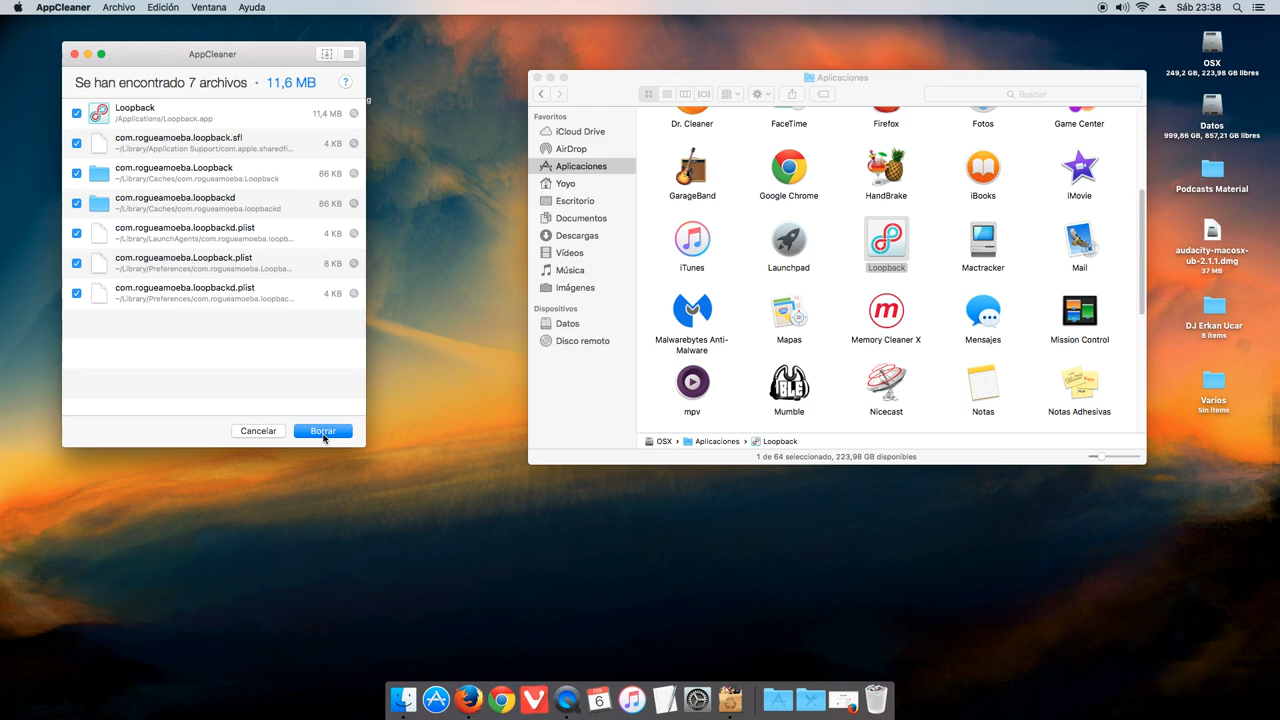 AppCleaner Archivo Edición Ventana Ayuda
Sáb 23:38
AppCleaner
Se han encontrado 7 archivos • 11,6 MB ?
Loopback
/Applications/Loopback.app
11,4 MB
com.rogueamoeba.loopback.sfl
~/Library/Application Support/com.apple.sharedfi...
4 KB
com.rogueamoeba.Loopback
~/Library/Caches/com.rogueamoeba.Loopback
86 KB
com.rogueamoeba.loopbackd
~/Library/Caches/com.rogueamoeba.loopbackd
86 KB
com.rogueamoeba.loopbackd.plist
~/Library/LaunchAgents/com.rogueamoeba.loopb...
4 KB
com.rogueamoeba.Loopback.plist
~/Library/Preferences/com.rogueamoeba.Loopba...
8 KB
com.rogueamoeba.loopbackd.plist
~/Library/Preferences/com.rogueamoeba.loopbac...
4 KB
Cancelar
Borrar
Aplicaciones
Buscar
Favoritos
iCloud Drive
AirDrop
Aplicaciones
Yoyo
Escritorio
Documentos
Descargas
Vídeos
Música
Imágenes
Dispositivos
Datos
Disco remoto
Dr. Cleaner
FaceTime
Firefox
Fotos
Game Center
GarageBand
Google Chrome
HandBrake
iBooks
iMovie
iTunes
Launchpad
Loopback
Mactracker
Mail
Malwarebytes Anti-
Malware
Mapas
Memory Cleaner X
Mensajes
Mission Control
mpv
Mumble
Nicecast
Notas
Notas Adhesivas
OSX › Aplicaciones › Loopback
1 de 64 seleccionado, 223,98 GB disponibles
OSX
249,2 GB, 223,98 GB libres
Datos
999,86 GB, 857,21 GB libres
Podcasts Material
audacity-macosx-
ub-2.1.1.dmg
37 MB
DJ Erkan Ucar
8 ítems
Varios
Sin ítems
6